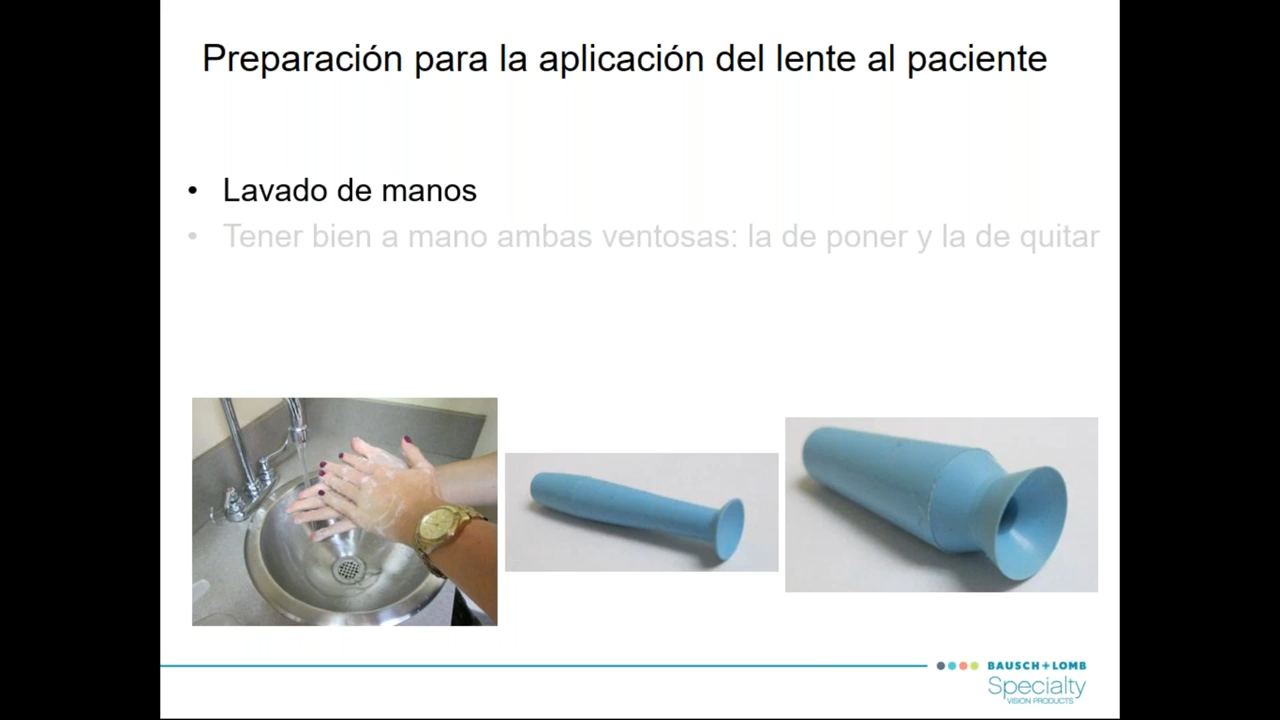 Preparación para la aplicación del lente al paciente
• Lavado de manos
• Tener bien a mano ambas ventosas: la de poner y la de quitar
BAUSCH+LOMB
Specialty
VISION PRODUCTS